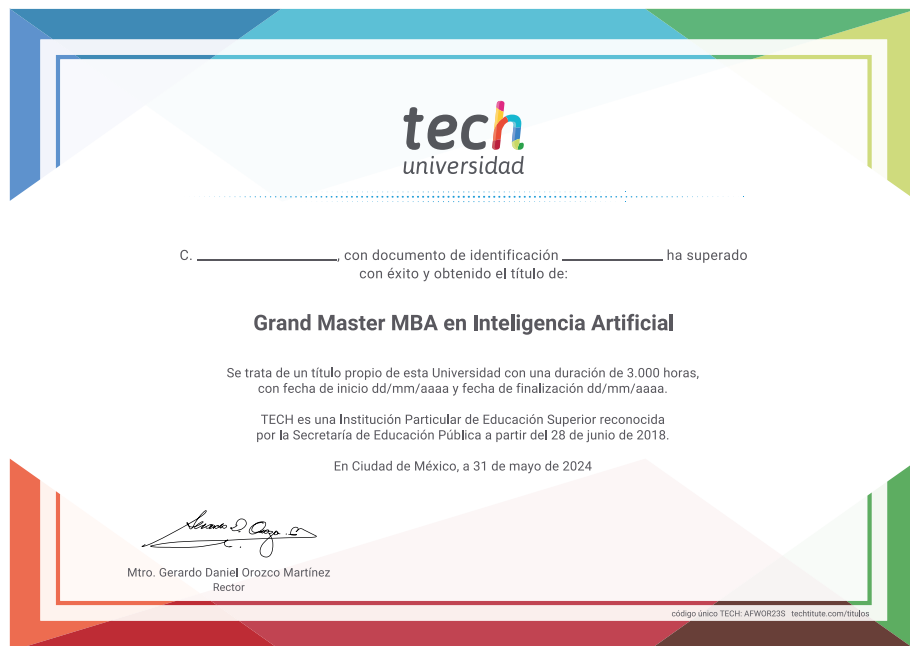 tech
universidad
C. ________________, con documento de identificación ____________ ha superado
con éxito y obtenido el título de:
Grand Master MBA en Inteligencia Artificial
Se trata de un título propio de esta Universidad con una duración de 3.000 horas,
con fecha de inicio dd/mm/aaaa y fecha de finalización dd/mm/aaaa.
TECH es una Institución Particular de Educación Superior reconocida
por la Secretaría de Educación Pública a partir del 28 de junio de 2018.
En Ciudad de México, a 31 de mayo de 2024
Mtro. Gerardo Daniel Orozco Martínez
Rector
código único TECH: AFWOR23S techtitute.com/titulos